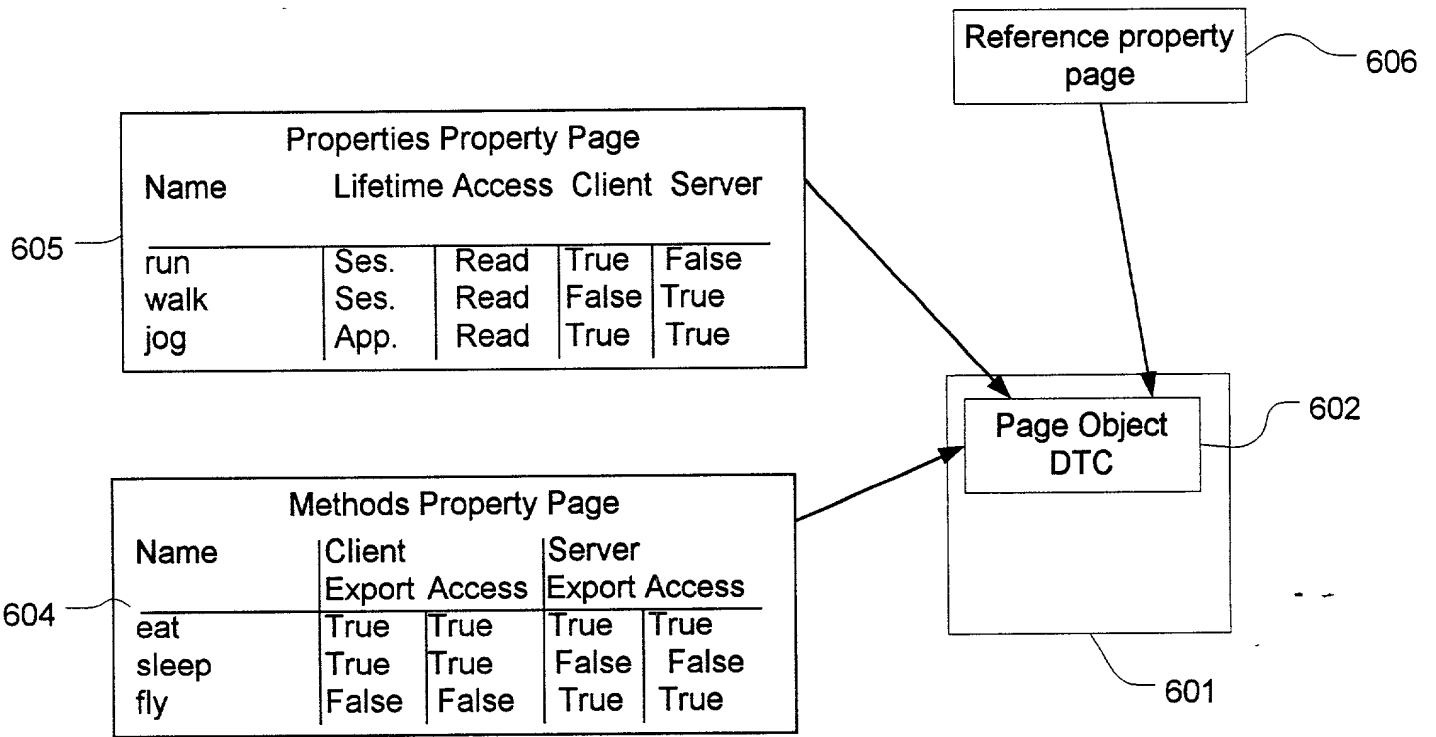 Reference property
page
606
Properties Property Page
Name Lifetime Access Client Server
605
run Ses. Read True False
walk Ses. Read False True
jog App. Read True True
Page Object
DTC
602
Methods Property Page
Name Client Server
Export Access Export Access
604
eat True True True True
sleep True True False False
fly False False True True
601